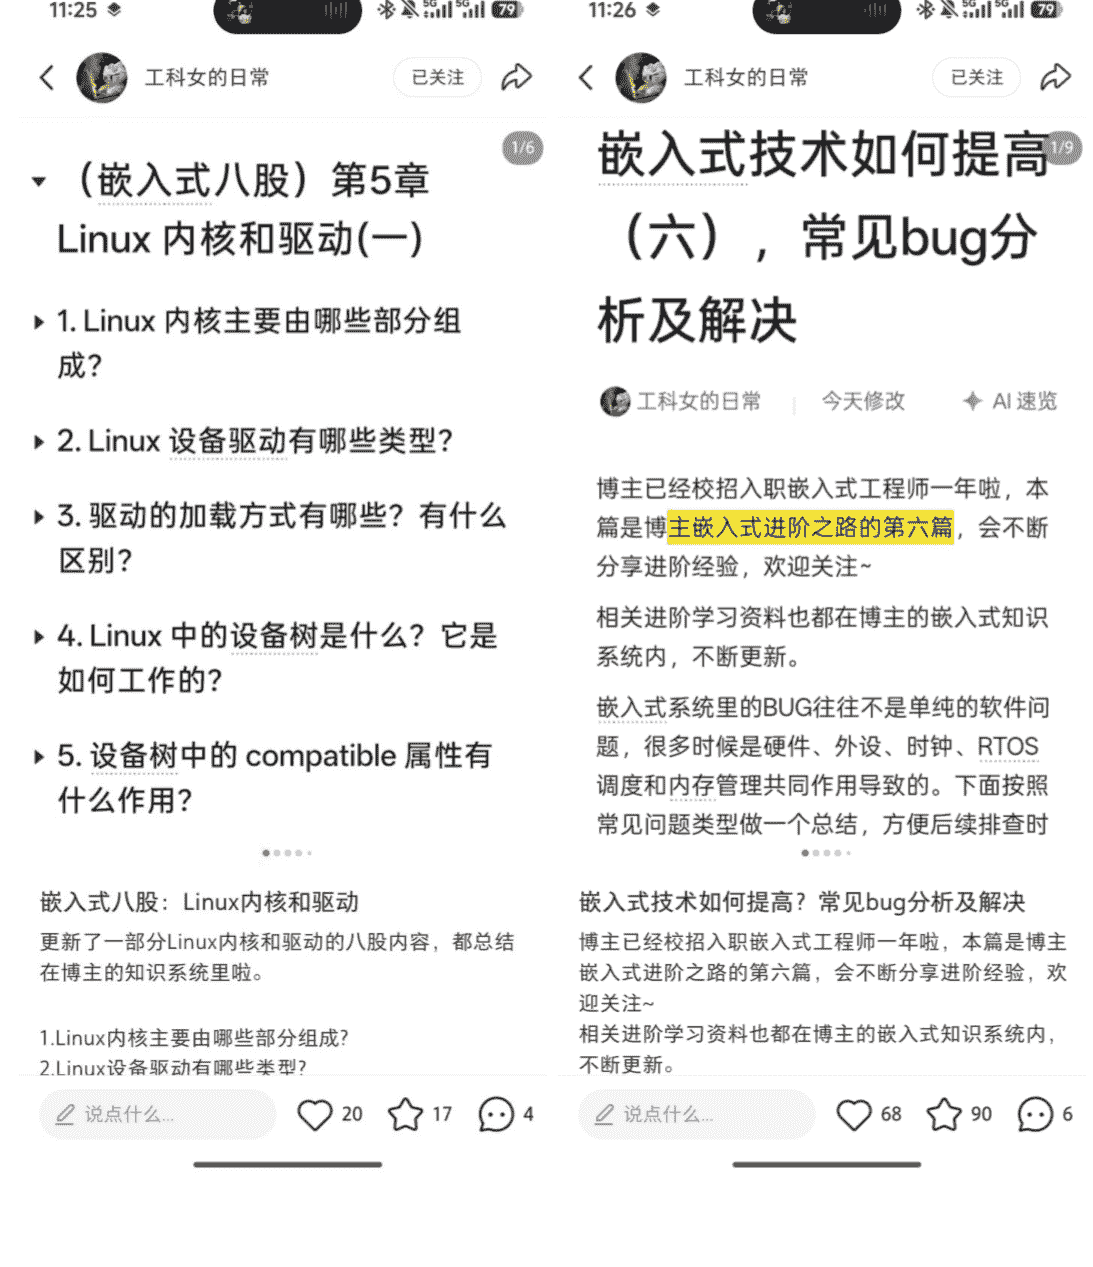 11:25
5G
5G
79
工科女的日常
已关注
1/6
（嵌入式八股）第5章
Linux 内核和驱动(一)
1. Linux 内核主要由哪些部分组
成？
2. Linux 设备驱动有哪些类型？
3. 驱动的加载方式有哪些？有什么
区别？
4. Linux 中的设备树是什么？它是
如何工作的？
5. 设备树中的 compatible 属性有
什么作用？
嵌入式八股：Linux内核和驱动
更新了一部分Linux内核和驱动的八股内容，都总结
在博主的知识系统里啦。
1.Linux内核主要由哪些部分组成？
2.Linux设备驱动有哪些类型？
说点什么...
20
17
4
11:26
5G
5G
79
工科女的日常
已关注
1/9
嵌入式技术如何提高
（六），常见bug分
析及解决
工科女的日常
今天修改
AI 速览
博主已经校招入职嵌入式工程师一年啦，本
篇是博主嵌入式进阶之路的第六篇，会不断
分享进阶经验，欢迎关注~
相关进阶学习资料也都在博主的嵌入式知识
系统内，不断更新。
嵌入式系统里的BUG往往不是单纯的软件问
题，很多时候是硬件、外设、时钟、RTOS
调度和内存管理共同作用导致的。下面按照
常见问题类型做一个总结，方便后续排查时
嵌入式技术如何提高？常见bug分析及解决
博主已经校招入职嵌入式工程师一年啦，本篇是博主
嵌入式进阶之路的第六篇，会不断分享进阶经验，欢
迎关注~
相关进阶学习资料也都在博主的嵌入式知识系统内，
不断更新。
说点什么...
68
90
6